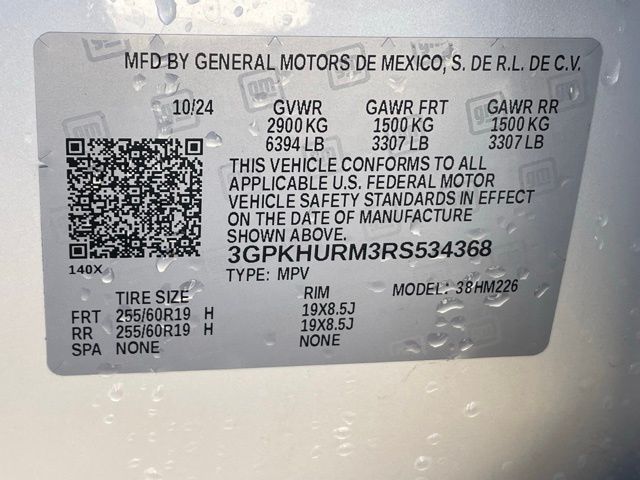 MFD BY GENERAL MOTORS DE MEXICO, S. DE R.L. DE C.V.
10/24 GVWR GAWR FRT GAWR RR
2900 KG 1500 KG 1500 KG
6394 LB 3307 LB 3307 LB
THIS VEHICLE CONFORMS TO ALL
APPLICABLE U.S. FEDERAL MOTOR
VEHICLE SAFETY STANDARDS IN EFFECT
ON THE DATE OF MANUFACTURE
SHOWN ABOVE.
3GPKHURM3RS534368
140X
TYPE: MPV MODEL: 38HM226
TIRE SIZE RIM
FRT 255/60R19 H 19X8.5J
RR 255/60R19 H 19X8.5J
SPA NONE NONE